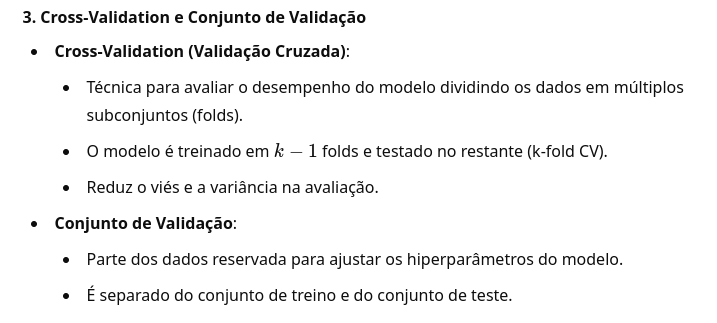 3. Cross-Validation e Conjunto de Validação
• Cross-Validation (Validação Cruzada):
• Técnica para avaliar o desempenho do modelo dividindo os dados em múltiplos
subconjuntos (folds).
• O modelo é treinado em k − 1 folds e testado no restante (k-fold CV).
• Reduz o viés e a variância na avaliação.
• Conjunto de Validação:
• Parte dos dados reservada para ajustar os hiperparâmetros do modelo.
• É separado do conjunto de treino e do conjunto de teste.